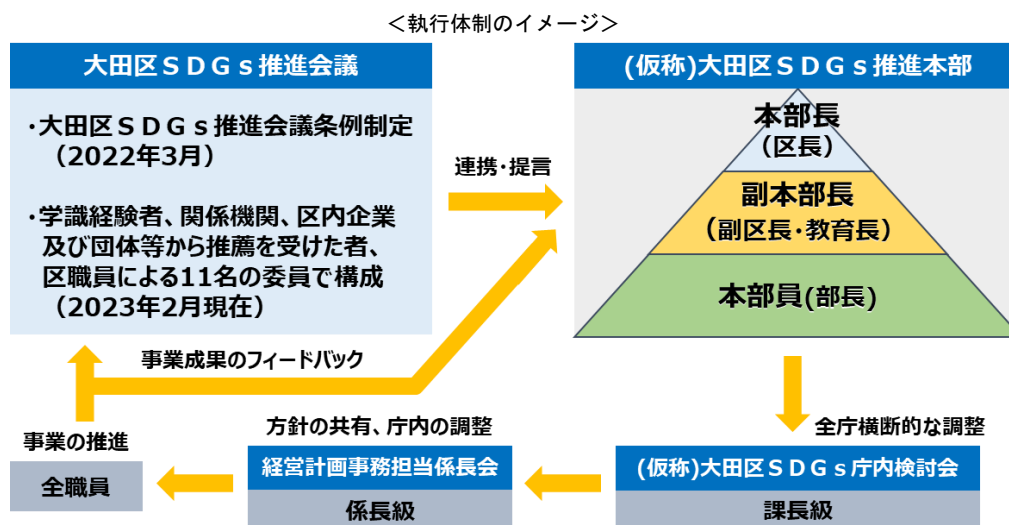 ＜執行体制のイメージ＞
大田区ＳＤＧｓ推進会議
・大田区ＳＤＧｓ推進会議条例制定
（2022年3月）
・学識経験者、関係機関、区内企業
及び団体等から推薦を受けた者、
区職員による11名の委員で構成
（2023年2月現在）
連携・提言
(仮称)大田区ＳＤＧｓ推進本部
本部長
（区長）
副本部長
（副区長・教育長）
本部員(部長)
事業成果のフィードバック
全庁横断的な調整
(仮称)大田区ＳＤＧｓ庁内検討会
課長級
方針の共有、庁内の調整
経営計画事務担当係長会
係長級
事業の推進
全職員